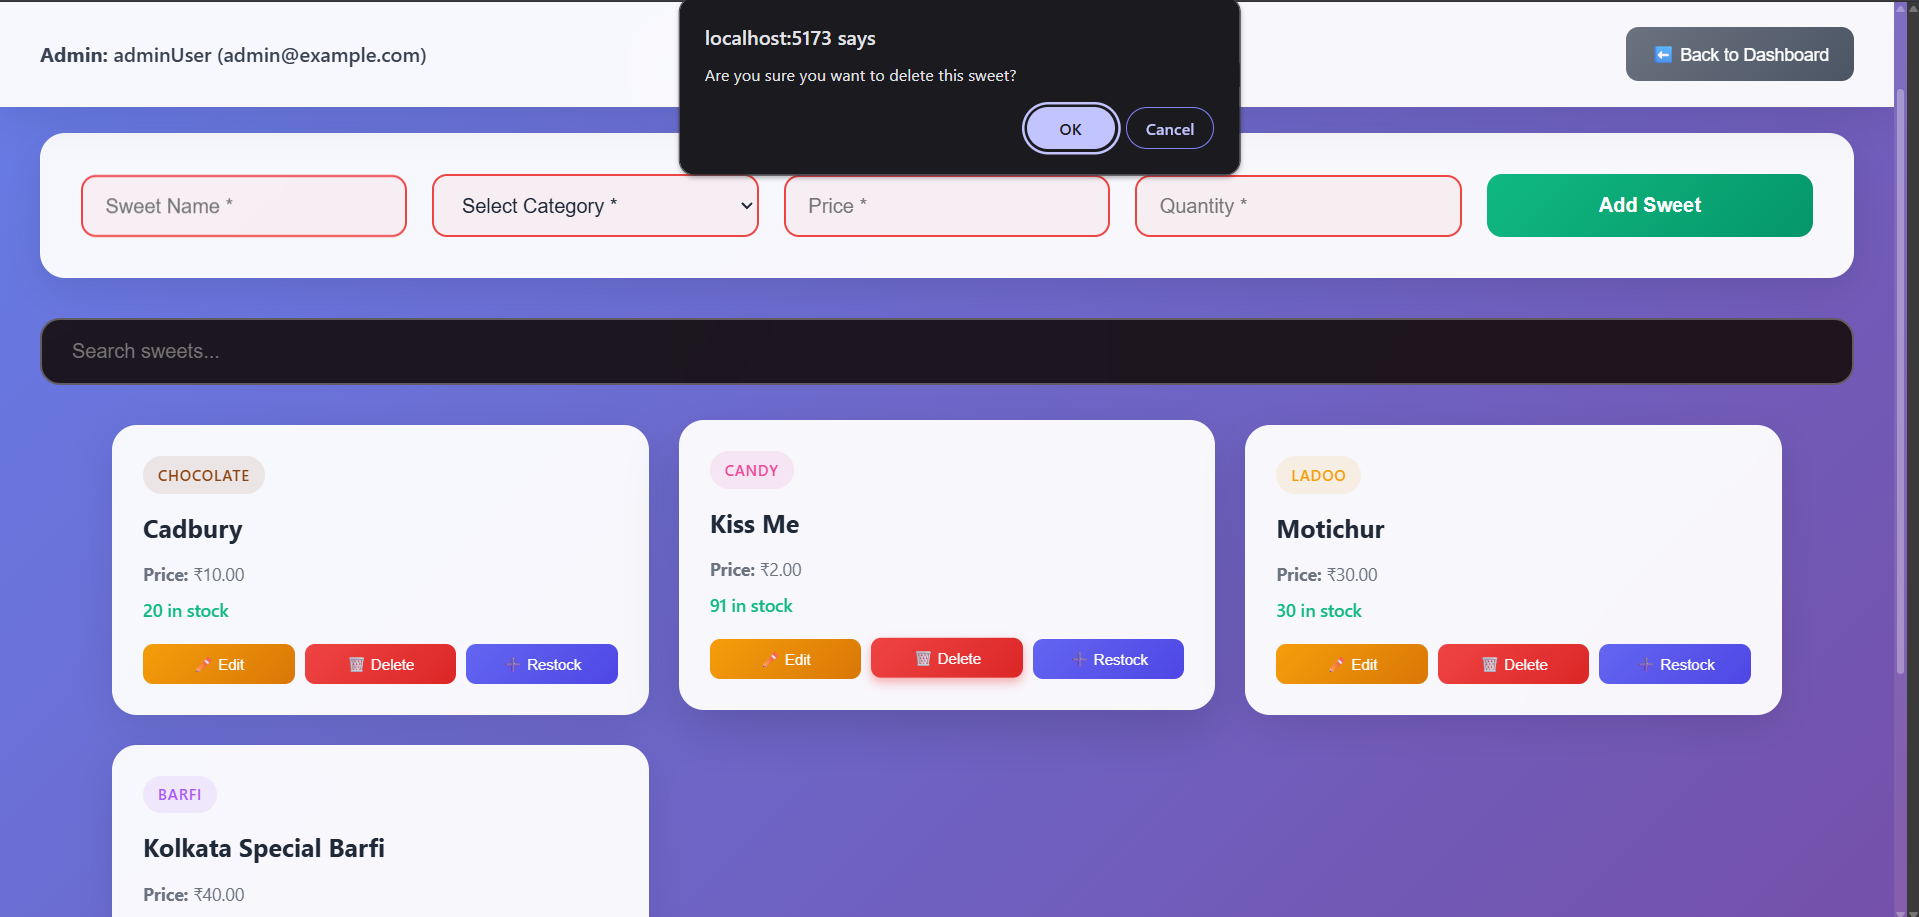 localhost:5173 says
Are you sure you want to delete this sweet?
OK
Cancel
Admin: adminUser (admin@example.com)
Back to Dashboard
Sweet Name *
Select Category *
Price *
Quantity *
Add Sweet
Search sweets...
CHOCOLATE
Cadbury
Price: ₹10.00
20 in stock
Edit
Delete
Restock
CANDY
Kiss Me
Price: ₹2.00
91 in stock
Edit
Delete
Restock
LADOO
Motichur
Price: ₹30.00
30 in stock
Edit
Delete
Restock
BARFI
Kolkata Special Barfi
Price: ₹40.00